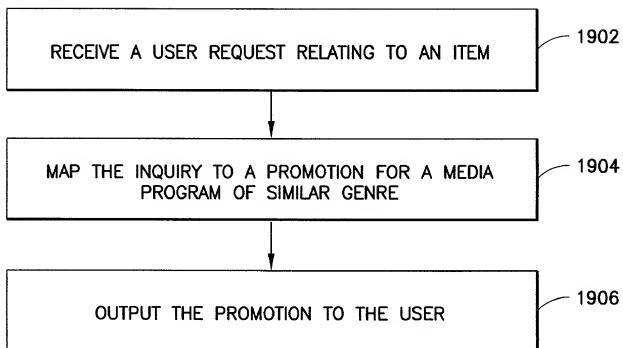 RECEIVE A USER REQUEST RELATING TO AN ITEM
1902
MAP THE INQUIRY TO A PROMOTION FOR A MEDIA
PROGRAM OF SIMILAR GENRE
1904
OUTPUT THE PROMOTION TO THE USER
1906